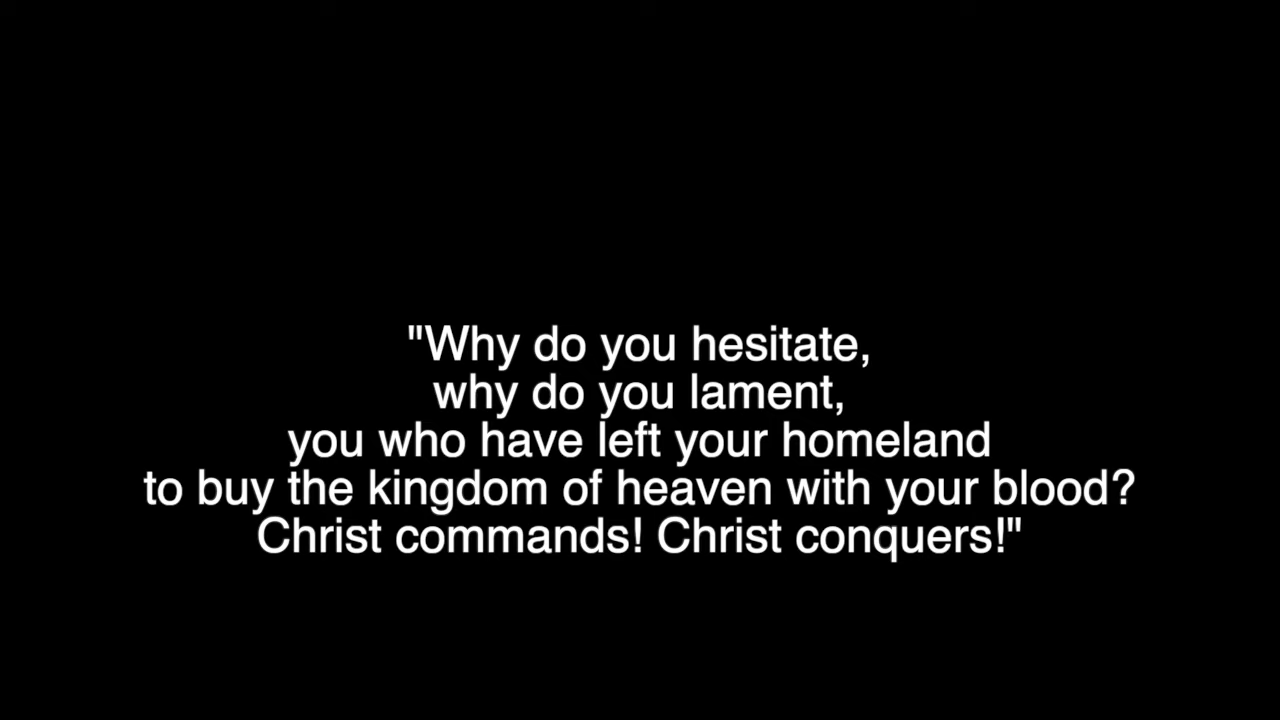 "Why do you hesitate,
why do you lament,
you who have left your homeland
to buy the kingdom of heaven with your blood?
Christ commands! Christ conquers!"